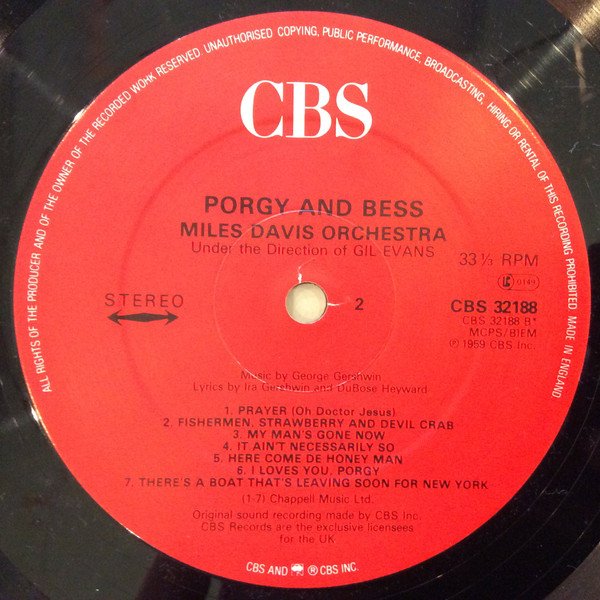 ALL RIGHTS OF THE PRODUCER AND OF THE OWNER OF THE RECORDED WORK RESERVED. UNAUTHORISED COPYING, PUBLIC PERFORMANCE, BROADCASTING, HIRING OR RENTAL OF THIS RECORDING PROHIBITED. MADE IN ENGLAND.
CBS
PORGY AND BESS
MILES DAVIS ORCHESTRA
Under the Direction of GIL EVANS
33⅓ RPM
LC 0149
STEREO
2
CBS 32188
CBS 32188 B*
MCPS/BIEM
℗ 1959 CBS Inc.
Music by George Gershwin
Lyrics by Ira Gershwin and DuBose Heyward
1. PRAYER (Oh Doctor Jesus)
2. FISHERMEN, STRAWBERRY AND DEVIL CRAB
3. MY MAN'S GONE NOW
4. IT AIN'T NECESSARILY SO
5. HERE COME DE HONEY MAN
6. I LOVES YOU, PORGY
7. THERE'S A BOAT THAT'S LEAVING SOON FOR NEW YORK
(1-7) Chappell Music Ltd.
Original sound recording made by CBS Inc.
CBS Records are the exclusive licensees
for the UK
CBS AND ® CBS INC.